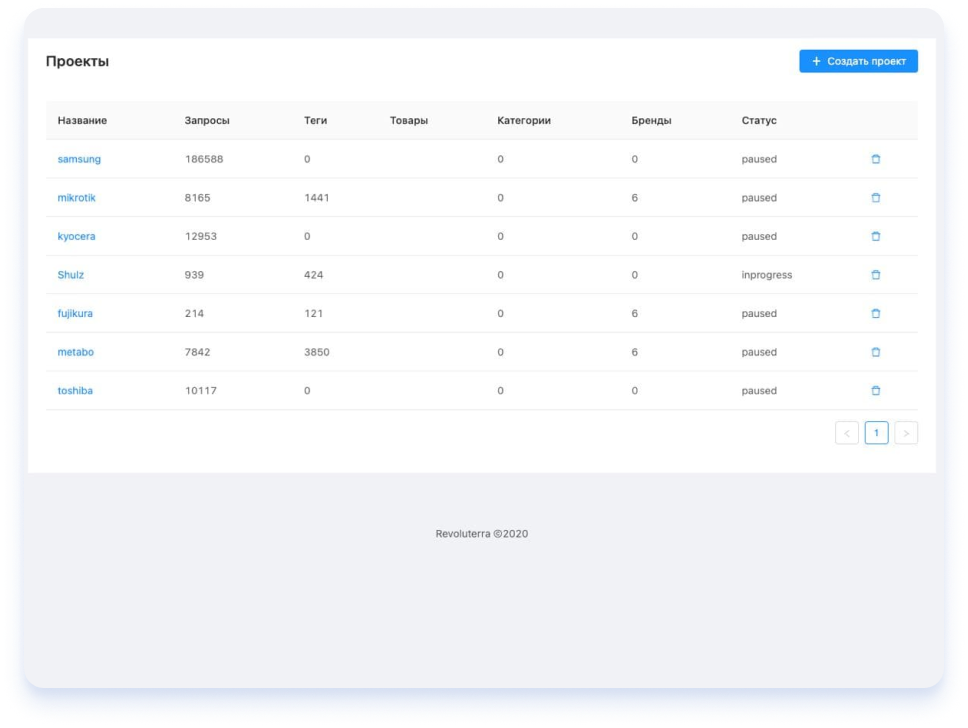 Проекты
+ Создать проект
Название Запросы Теги Товары Категории Бренды Статус
samsung 186588 0 0 0 paused
mikrotik 8165 1441 0 6 paused
kyocera 12953 0 0 0 paused
Shulz 939 424 0 0 inprogress
fujikura 214 121 0 6 paused
metabo 7842 3850 0 6 paused
toshiba 10117 0 0 0 paused
< 1 >
Revoluterra ©2020